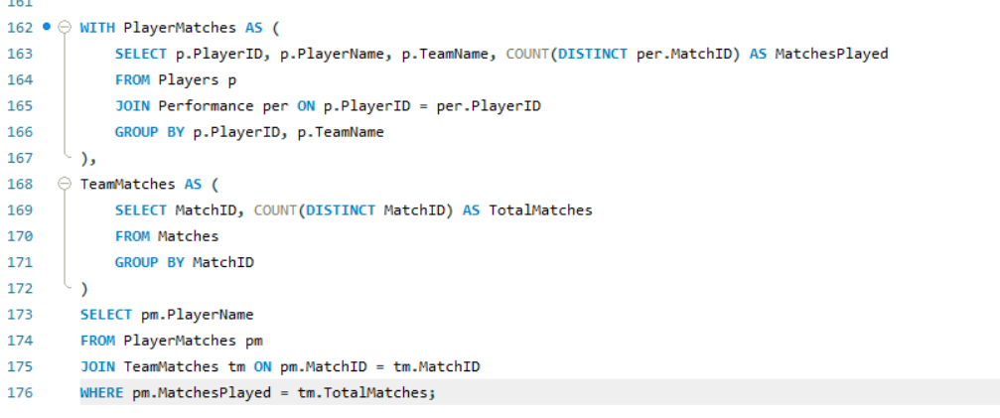 161
162 WITH PlayerMatches AS (
163 SELECT p.PlayerID, p.PlayerName, p.TeamName, COUNT(DISTINCT per.MatchID) AS MatchesPlayed
164 FROM Players p
165 JOIN Performance per ON p.PlayerID = per.PlayerID
166 GROUP BY p.PlayerID, p.TeamName
167 ),
168 TeamMatches AS (
169 SELECT MatchID, COUNT(DISTINCT MatchID) AS TotalMatches
170 FROM Matches
171 GROUP BY MatchID
172 )
173 SELECT pm.PlayerName
174 FROM PlayerMatches pm
175 JOIN TeamMatches tm ON pm.MatchID = tm.MatchID
176 WHERE pm.MatchesPlayed = tm.TotalMatches;